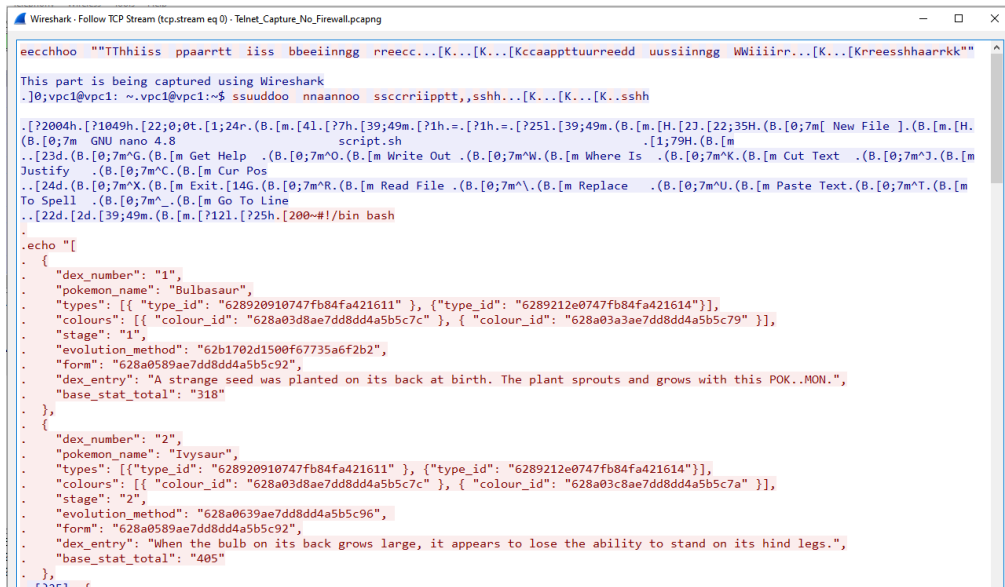 Wireshark · Follow TCP Stream (tcp.stream eq 0) · Telnet_Capture_No_Firewall.pcapng
eecchhoo  ""TThhiiss  ppaarrtt  iiss  bbeeiinngg  rreecc...[K...[K...[Kccaappttuurreedd  uussiinngg  WWiiiirr...[K...[Krreesshhaarrkk""
This part is being captured using Wireshark
.]0;vpc1@vpc1: ~.vpc1@vpc1:~$ ssuuddoo  nnaannoo  ssccrriiipptt,,sshh...[K...[K...[K..sshh
.[?2004h.[?1049h.[22;0;0t.[1;24r.(B.[m.[4l.[?7h.[39;49m.[?1h.=.[?1h.=.[?25l.[39;49m.(B.[m.[H.[2J.[22;35H.(B.[0;7m[ New File ].(B.[m.[H.
(B.[0;7m  GNU nano 4.8                        script.sh                                   .[1;79H.(B.[m
..[23d.(B.[0;7m^G.(B.[m Get Help  .(B.[0;7m^O.(B.[m Write Out .(B.[0;7m^W.(B.[m Where Is  .(B.[0;7m^K.(B.[m Cut Text  .(B.[0;7m^J.(B.[m
Justify   .(B.[0;7m^C.(B.[m Cur Pos
..[24d.(B.[0;7m^X.(B.[m Exit.[14G.(B.[0;7m^R.(B.[m Read File .(B.[0;7m^\.(B.[m Replace   .(B.[0;7m^U.(B.[m Paste Text.(B.[0;7m^T.(B.[m
To Spell  .(B.[0;7m^_.(B.[m Go To Line
..[22d.[2d.[39;49m.(B.[m.[?12l.[?25h.[200~#!/bin bash
.
.echo "[
.  {
.    "dex_number": "1",
.    "pokemon_name": "Bulbasaur",
.    "types": [{ "type_id": "628920910747fb84fa421611" }, {"type_id": "6289212e0747fb84fa421614"}],
.    "colours": [{ "colour_id": "628a03d8ae7dd8dd4a5b5c7c" }, { "colour_id": "628a03a3ae7dd8dd4a5b5c79" }],
.    "stage": "1",
.    "evolution_method": "62b1702d1500f67735a6f2b2",
.    "form": "628a0589ae7dd8dd4a5b5c92",
.    "dex_entry": "A strange seed was planted on its back at birth. The plant sprouts and grows with this POK..MON.",
.    "base_stat_total": "318"
.  },
.  {
.    "dex_number": "2",
.    "pokemon_name": "Ivysaur",
.    "types": [{"type_id": "628920910747fb84fa421611" }, {"type_id": "6289212e0747fb84fa421614"}],
.    "colours": [{ "colour_id": "628a03d8ae7dd8dd4a5b5c7c" }, { "colour_id": "628a03c8ae7dd8dd4a5b5c7a" }],
.    "stage": "2",
.    "evolution_method": "628a0639ae7dd8dd4a5b5c96",
.    "form": "628a0589ae7dd8dd4a5b5c92",
.    "dex_entry": "When the bulb on its back grows large, it appears to lose the ability to stand on its hind legs.",
.    "base_stat_total": "405"
.  },